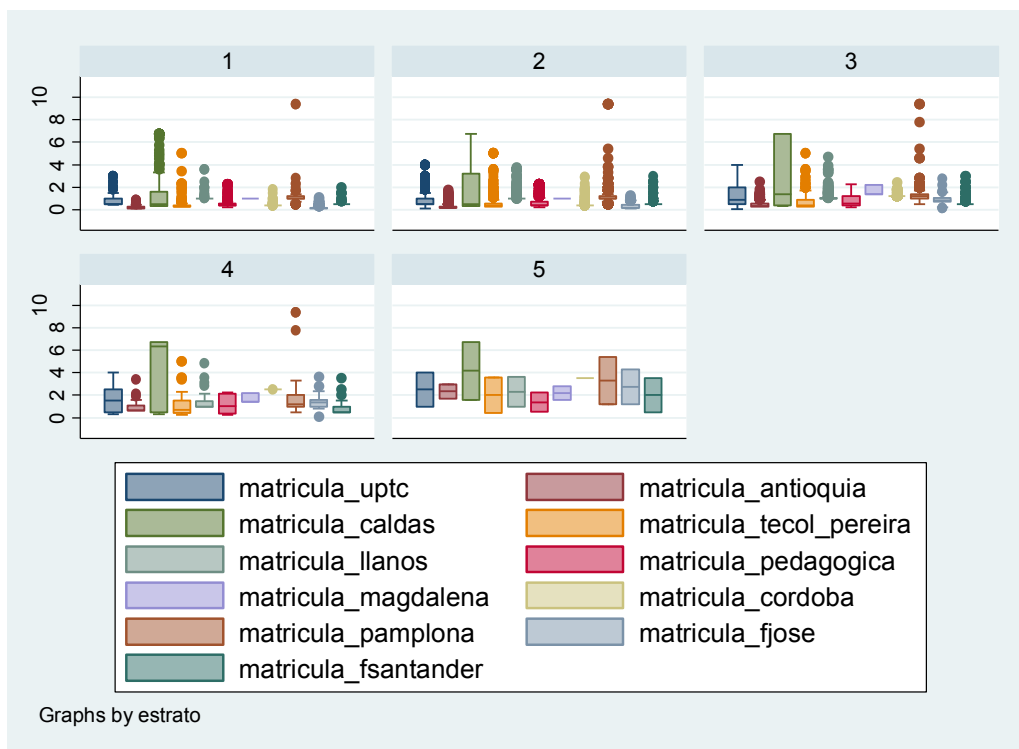 1 2 3
10
8
6
4
2
0
4 5
10
8
6
4
2
0
matricula_uptc matricula_antioquia
matricula_caldas matricula_tecol_pereira
matricula_llanos matricula_pedagogica
matricula_magdalena matricula_cordoba
matricula_pamplona matricula_fjose
matricula_fsantander
Graphs by estrato